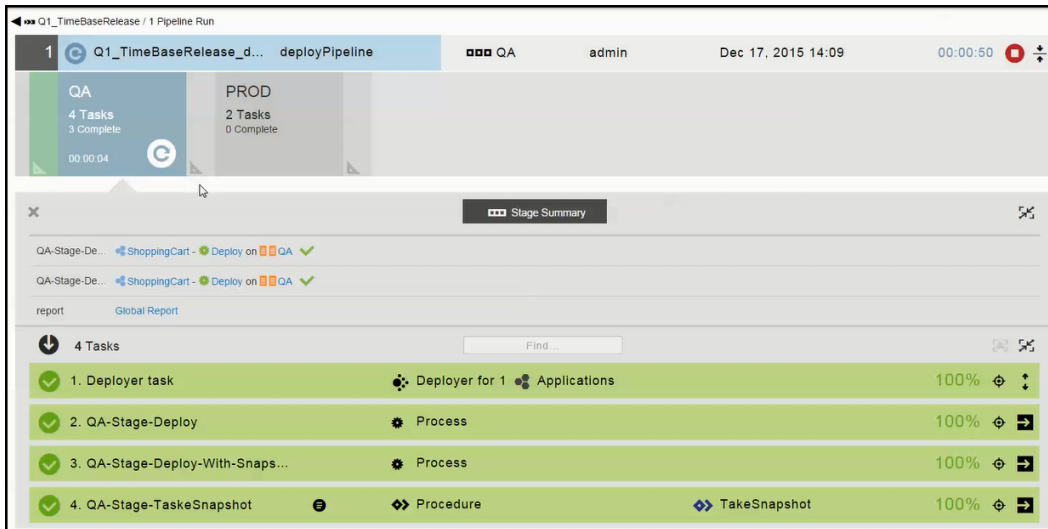 Q1_TimeBaseRelease / 1 Pipeline Run
1 Q1_TimeBaseRelease_d... deployPipeline QA admin Dec 17, 2015 14:09 00:00:50
QA PROD
4 Tasks 2 Tasks
3 Complete 0 Complete
00:00:04
Stage Summary
QA-Stage-De... ShoppingCart - Deploy on QA
QA-Stage-De... ShoppingCart - Deploy on QA
report Global Report
4 Tasks Find...
1. Deployer task Deployer for 1 Applications 100%
2. QA-Stage-Deploy Process 100%
3. QA-Stage-Deploy-With-Snaps... Process 100%
4. QA-Stage-TaskeSnapshot Procedure TakeSnapshot 100%